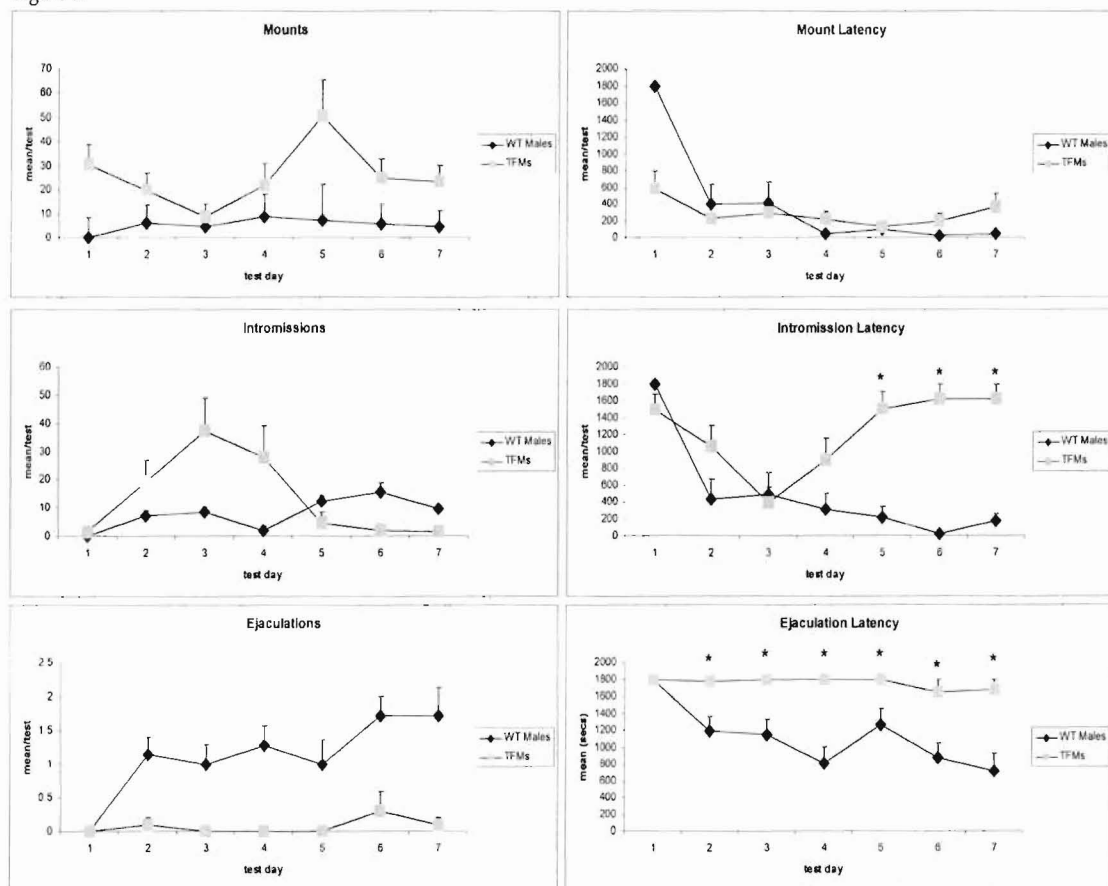 Mounts
70
60
50
40
30
20
10
0
mean/test
1 2 3 4 5 6 7
test day
WT Males
TFMs
Mount Latency
2000
1800
1600
1400
1200
1000
800
600
400
200
0
mean/test
1 2 3 4 5 6 7
test day
WT Males
TFMs
Intromissions
60
50
40
30
20
10
0
mean/test
1 2 3 4 5 6 7
test day
WT Males
TFMs
Intromission Latency
* * *
2000
1800
1600
1400
1200
1000
800
600
400
200
0
mean/test
1 2 3 4 5 6 7
test day
WT Males
TFMs
Ejaculations
2.5
2
1.5
1
0.5
0
mean/test
1 2 3 4 5 6 7
test day
WT Males
TFMs
Ejaculation Latency
* * * * * *
2000
1800
1600
1400
1200
1000
800
600
400
200
0
mean (secs)
1 2 3 4 5 6 7
test day
WT Males
TFMs